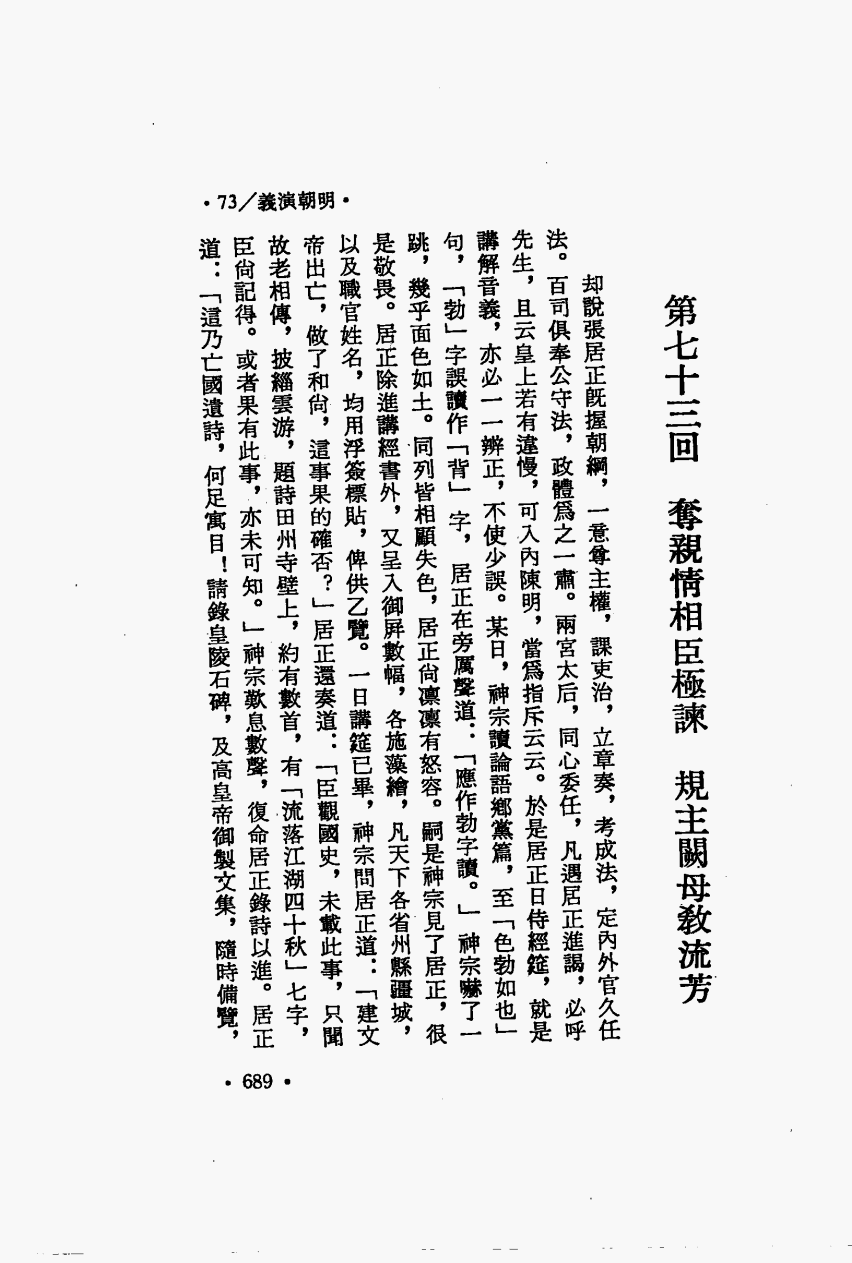 ·73／義演朝明·
第七十三回　奪親情相臣極諫　規主闕母教流芳
却說張居正既握朝綱，一意尊主權，課吏治，立章奏，考成法，定內外官久任
法。百司俱奉公守法，政體爲之一肅。兩宮太后，同心委任，凡遇居正進謁，必呼
先生，且云皇上若有違慢，可入內陳明，當爲指斥云云。於是居正日侍經筵，就是
講解音義，亦必一一辨正，不使少誤。某日，神宗讀論語鄉黨篇，至「色勃如也」
句，「勃」字誤讀作「背」字，居正在旁厲聲道：「應作勃字讀。」神宗嚇了一
跳，幾乎面色如土。同列皆相顧失色，居正尙凛凛有怒容。嗣是神宗見了居正，很
是敬畏。居正除進講經書外，又呈入御屏數幅，各施藻繪，凡天下各省州縣疆城，
以及職官姓名，均用浮簽標貼，俾供乙覽。一日講筵已畢，神宗問居正道：「建文
帝出亡，做了和尙，這事果的確否？」居正還奏道：「臣觀國史，未載此事，只聞
故老相傳，披緇雲游，題詩田州寺壁上，約有數首，有「流落江湖四十秋」七字，
臣尙記得。或者果有此事，亦未可知。」神宗歎息數聲，復命居正錄詩以進。居正
道：「這乃亡國遺詩，何足寓目！請錄皇陵石碑，及高皇帝御製文集，隨時備覽，
·689·